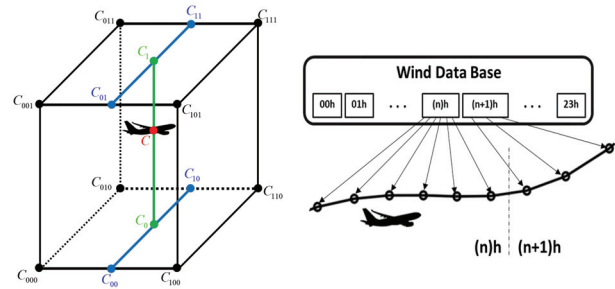 C₀₁₁
C₁₁
C₁₁₁
C₁
C₀₀₁
C₀₁
C₁₀₁
C
C₀₁₀
C₁₀
C₁₁₀
C₀
C₀₀₀
C₀₀
C₁₀₀
Wind Data Base
00h 01h ... (n)h (n+1)h ... 23h
(n)h (n+1)h